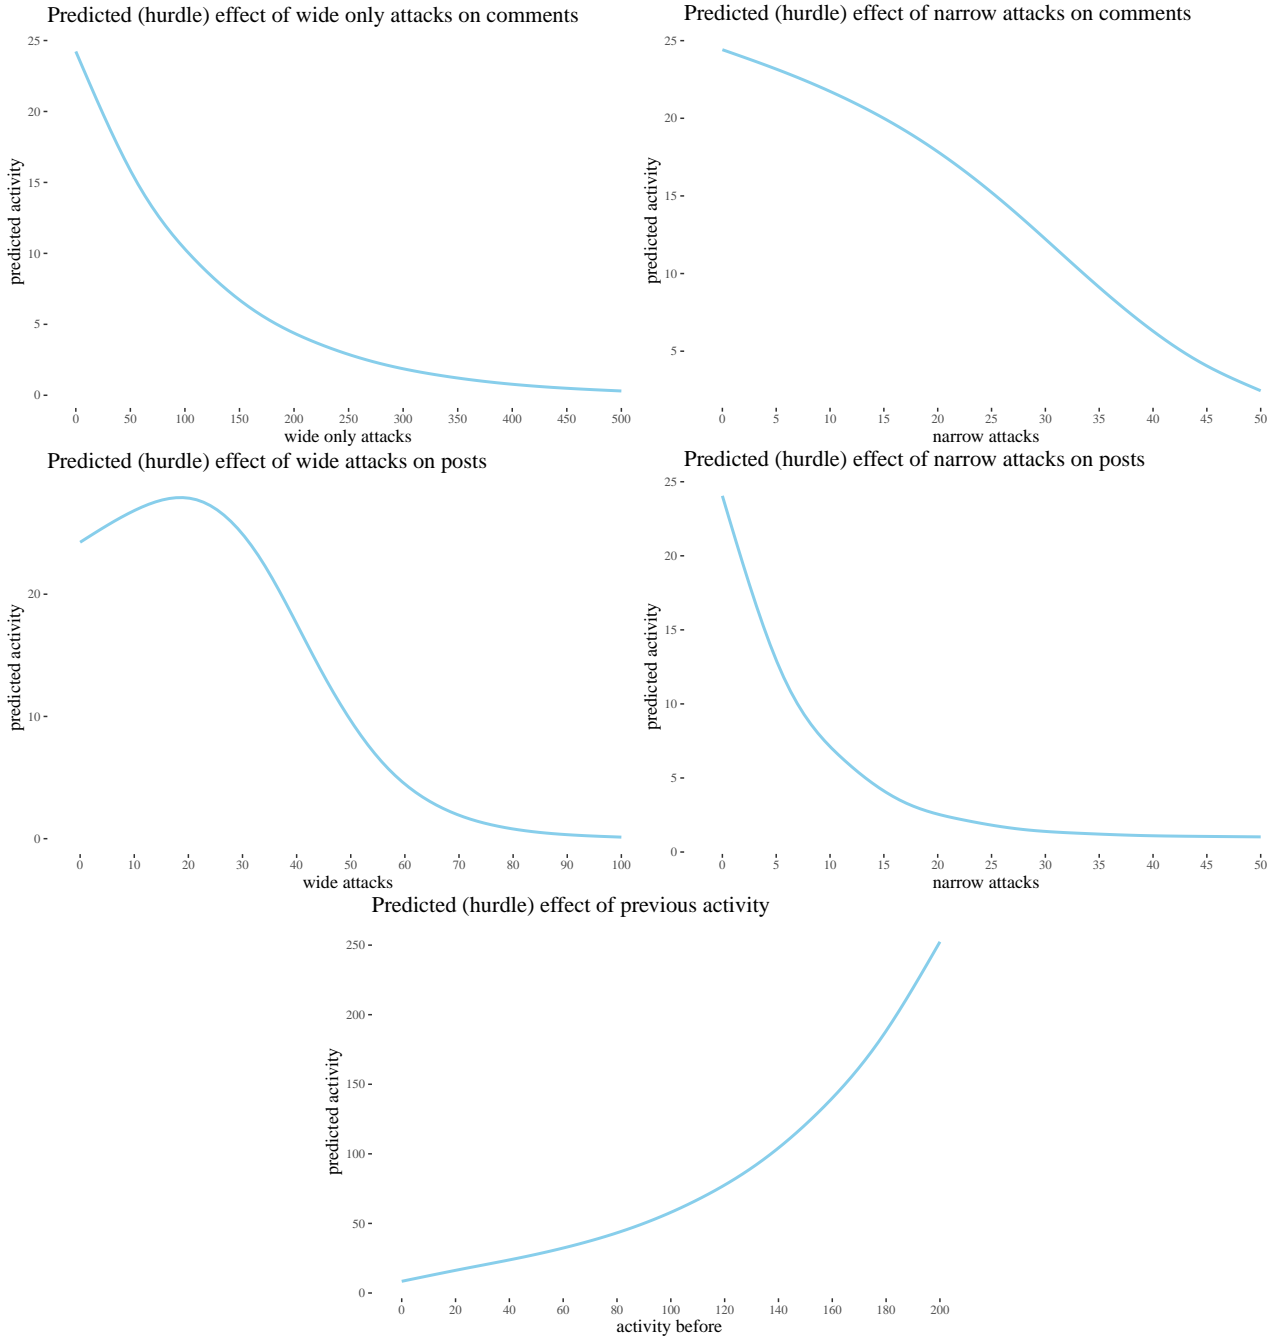 Predicted (hurdle) effect of wide only attacks on comments
25
20
15
10
5
0
predicted activity
0 50 100 150 200 250 300 350 400 450 500
wide only attacks
Predicted (hurdle) effect of narrow attacks on comments
25
20
15
10
5
predicted activity
0 5 10 15 20 25 30 35 40 45 50
narrow attacks
Predicted (hurdle) effect of wide attacks on posts
20
10
0
predicted activity
0 10 20 30 40 50 60 70 80 90 100
wide attacks
Predicted (hurdle) effect of narrow attacks on posts
25
20
15
10
5
0
predicted activity
0 5 10 15 20 25 30 35 40 45 50
narrow attacks
Predicted (hurdle) effect of previous activity
250
200
150
100
50
0
predicted activity
0 20 40 60 80 100 120 140 160 180 200
activity before